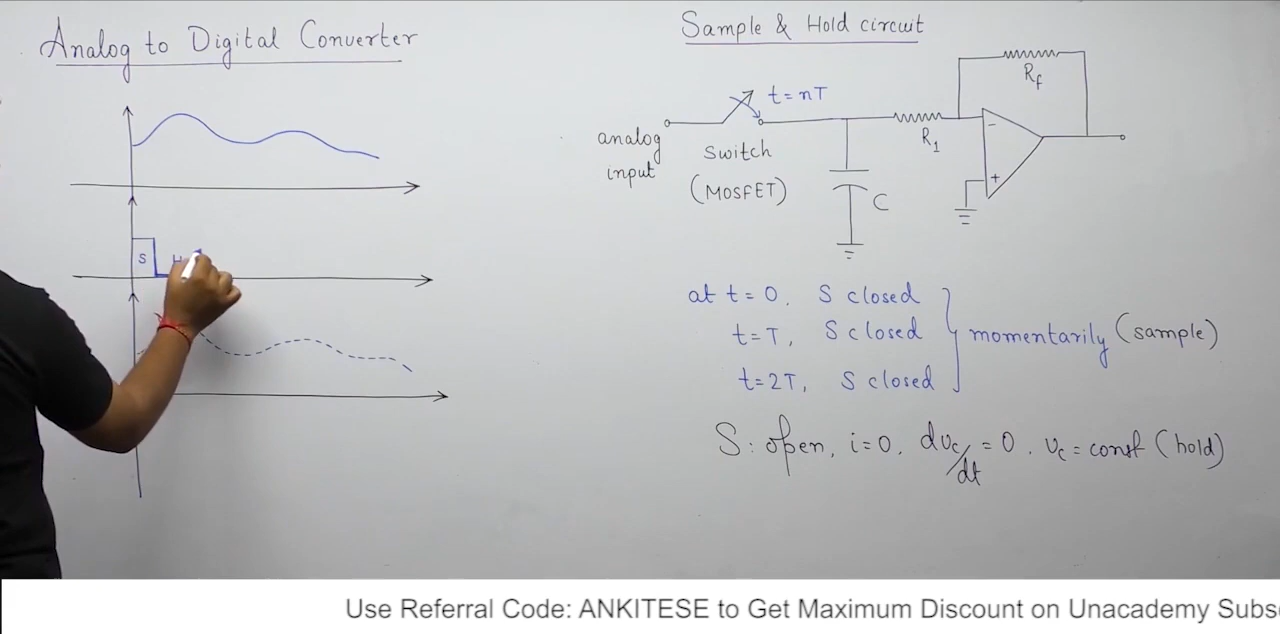 Analog to Digital Converter
S
H
Sample & Hold circuit
t = nT
analog
input
Switch
(MOSFET)
C
R1
Rf
-
+
at t = 0, S closed
t = T, S closed
t = 2T, S closed
momentarily (sample)
S: open, i = 0, dvc/dt = 0. vc = const (hold)
Use Referral Code: ANKITESE to Get Maximum Discount on Unacademy Subs